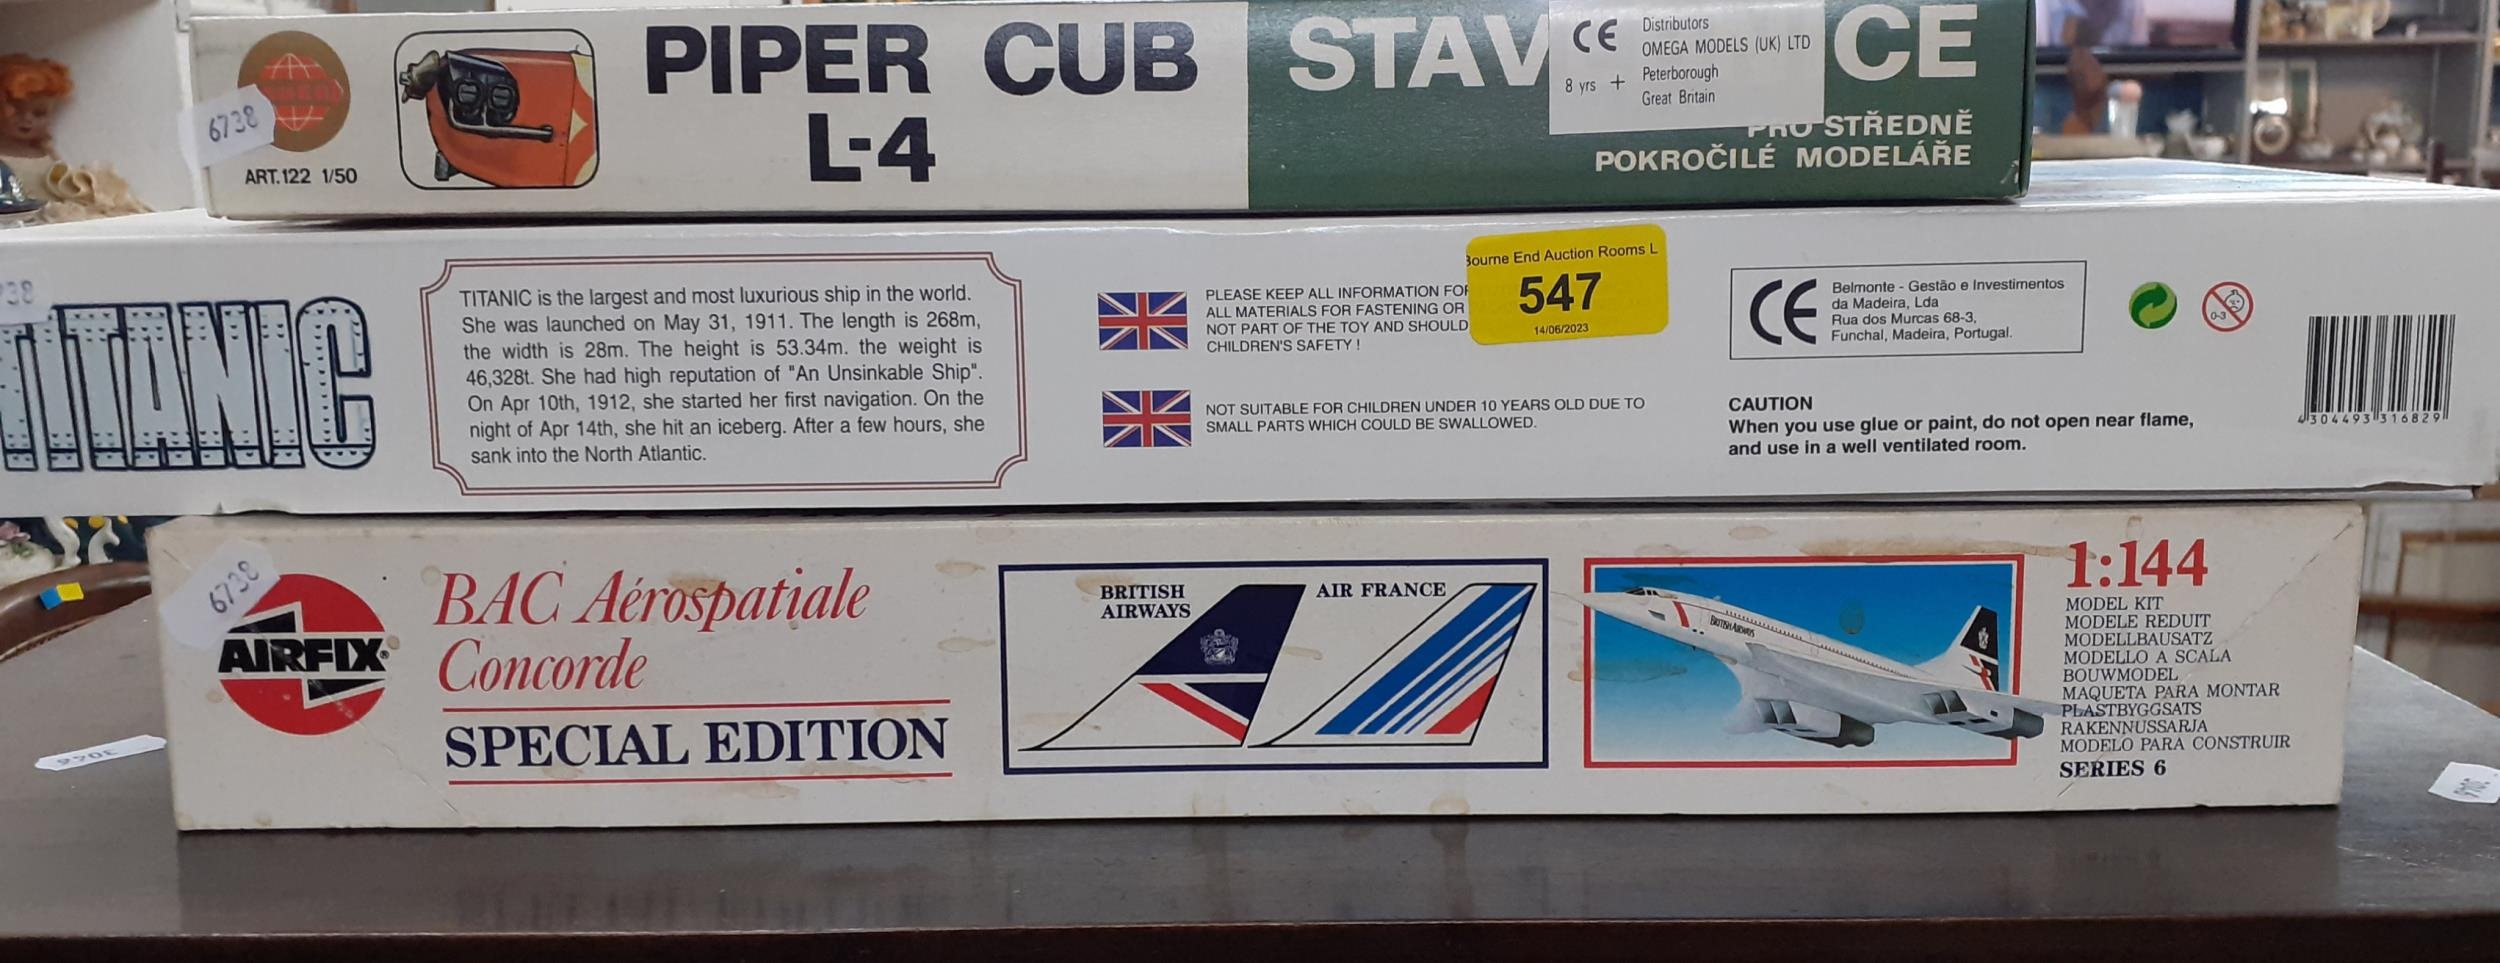 6738
ART.122 1/50
PIPER CUB
L-4
CE
Distributors
OMEGA MODELS (UK) LTD
8 yrs +
Peterborough
Great Britain
CE
PRO STŘEDNĚ
POKROČILÉ MODELÁŘE
38
TITANIC
TITANIC is the largest and most luxurious ship in the world.
She was launched on May 31, 1911. The length is 268m,
the width is 28m. The height is 53.34m. the weight is
46,328t. She had high reputation of "An Unsinkable Ship".
On Apr 10th, 1912, she started her first navigation. On the
night of Apr 14th, she hit an iceberg. After a few hours, she
sank into the North Atlantic.
PLEASE KEEP ALL INFORMATION FOR
ALL MATERIALS FOR FASTENING OR
NOT PART OF THE TOY AND SHOULD
CHILDREN'S SAFETY !
Bourne End Auction Rooms L
547
14/06/2023
NOT SUITABLE FOR CHILDREN UNDER 10 YEARS OLD DUE TO
SMALL PARTS WHICH COULD BE SWALLOWED.
CE
Belmonte - Gestão e Investimentos
da Madeira, Lda
Rua dos Murcas 68-3,
Funchal, Madeira, Portugal.
0-3
CAUTION
When you use glue or paint, do not open near flame,
and use in a well ventilated room.
4 304493 316829
6738
AIRFIX®
BAC Aérospatiale
Concorde
SPECIAL EDITION
BRITISH
AIRWAYS
AIR FRANCE
BRITISH AIRWAYS
1:144
MODEL KIT
MODELE REDUIT
MODELLBAUSATZ
MODELLO A SCALA
BOUWMODEL
MAQUETA PARA MONTAR
PLASTBYGGSATS
RAKENNUSSARJA
MODELO PARA CONSTRUIR
SERIES 6
3046
3046